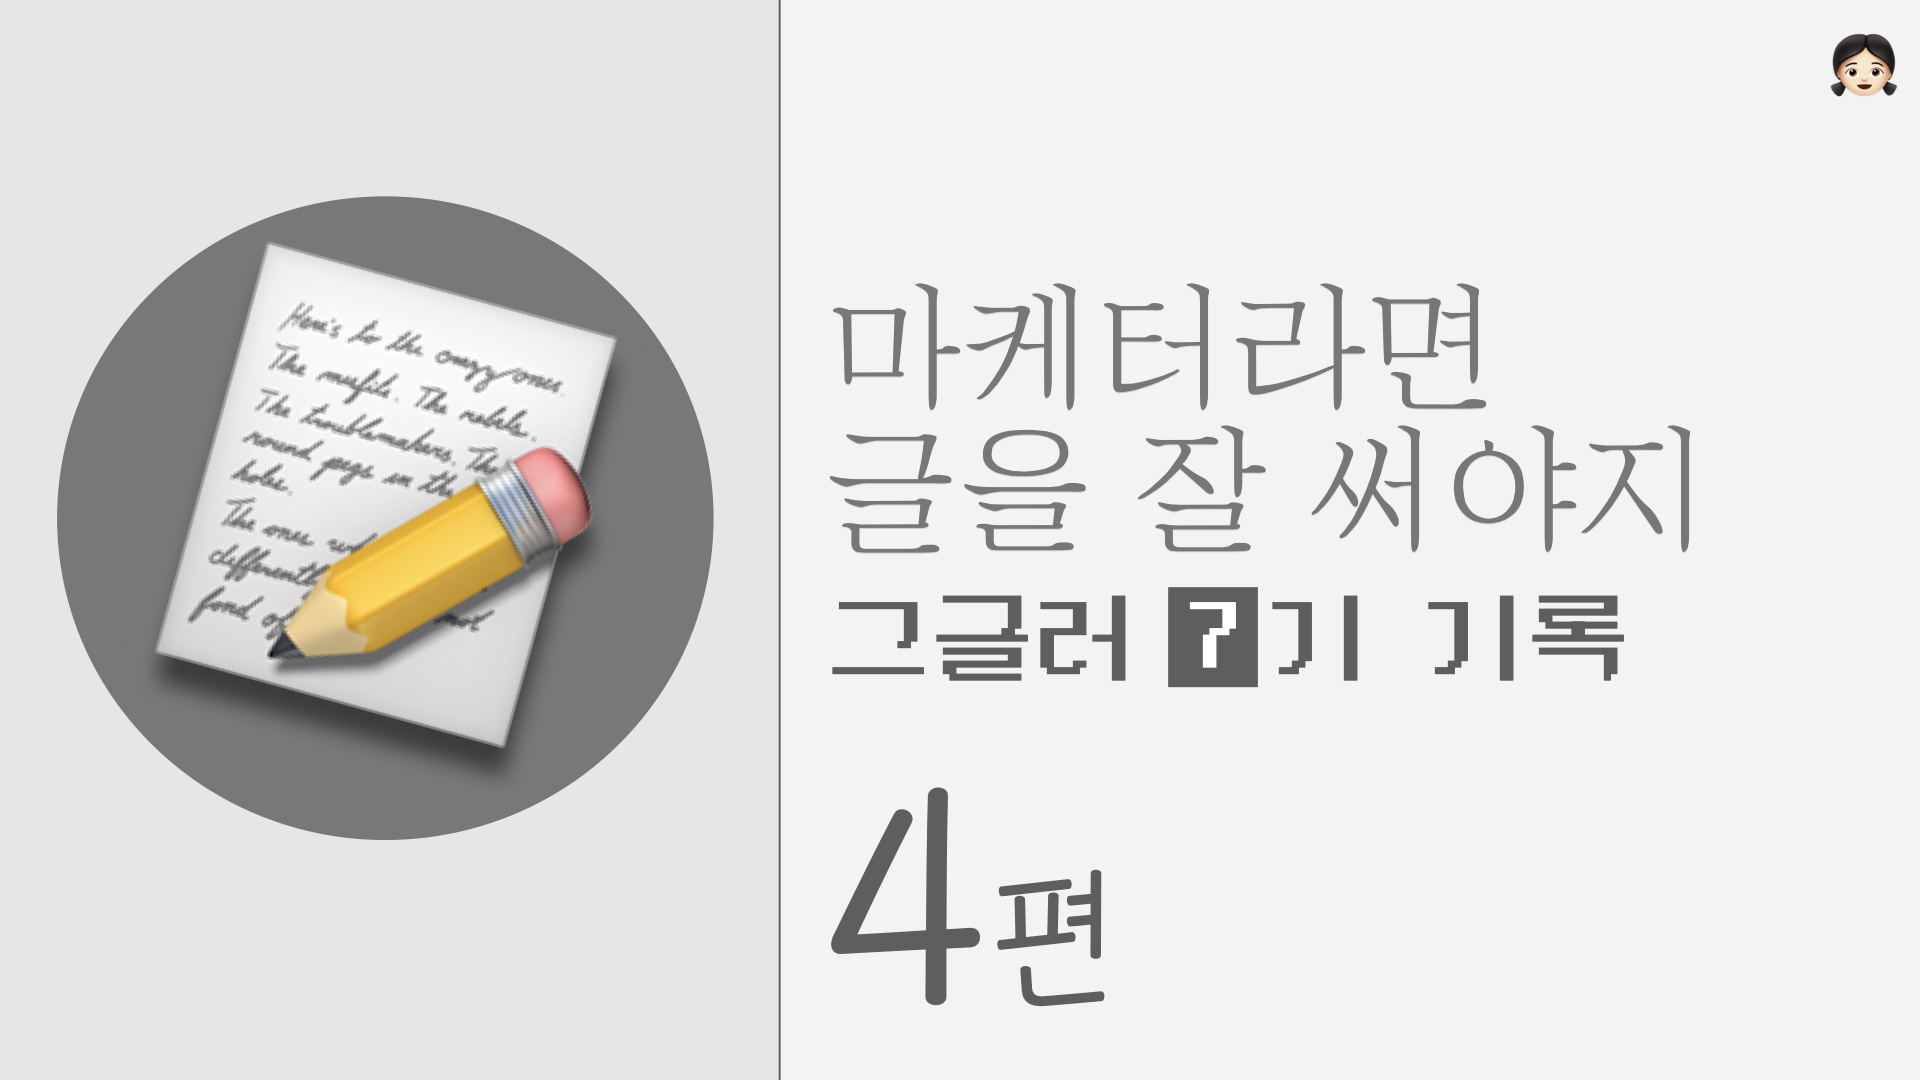 Here's to the crazy ones.
The misfits. The rebels.
The troublemakers. The
round pegs in the
holes.
The ones
differently
fond of not
마케터라면
글을 잘 써야지
그글러 7기 기록
4편